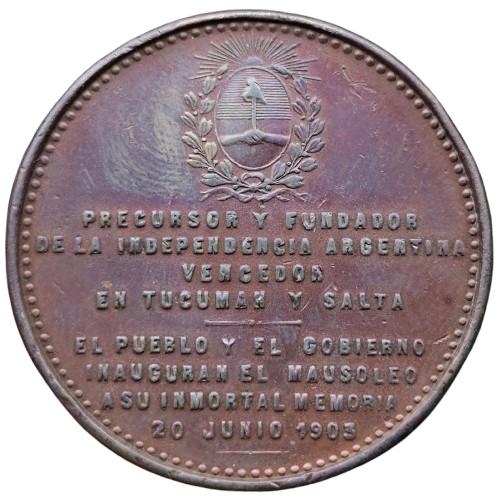 PRECURSOR Y FUNDADOR
DE LA INDEPENDENCIA ARGENTINA
VENCEDOR
EN TUCUMAN Y SALTA
EL PUEBLO Y EL GOBIERNO
INAUGURAN EL MAUSOLEO
A SU INMORTAL MEMORIA
20 JUNIO 1903